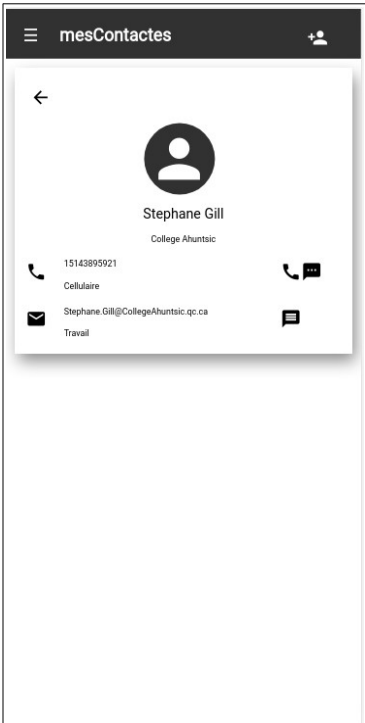 mesContactes
Stephane Gill
College Ahuntsic
15143895921
Cellulaire
Stephane.Gill@CollegeAhuntsic.qc.ca
Travail